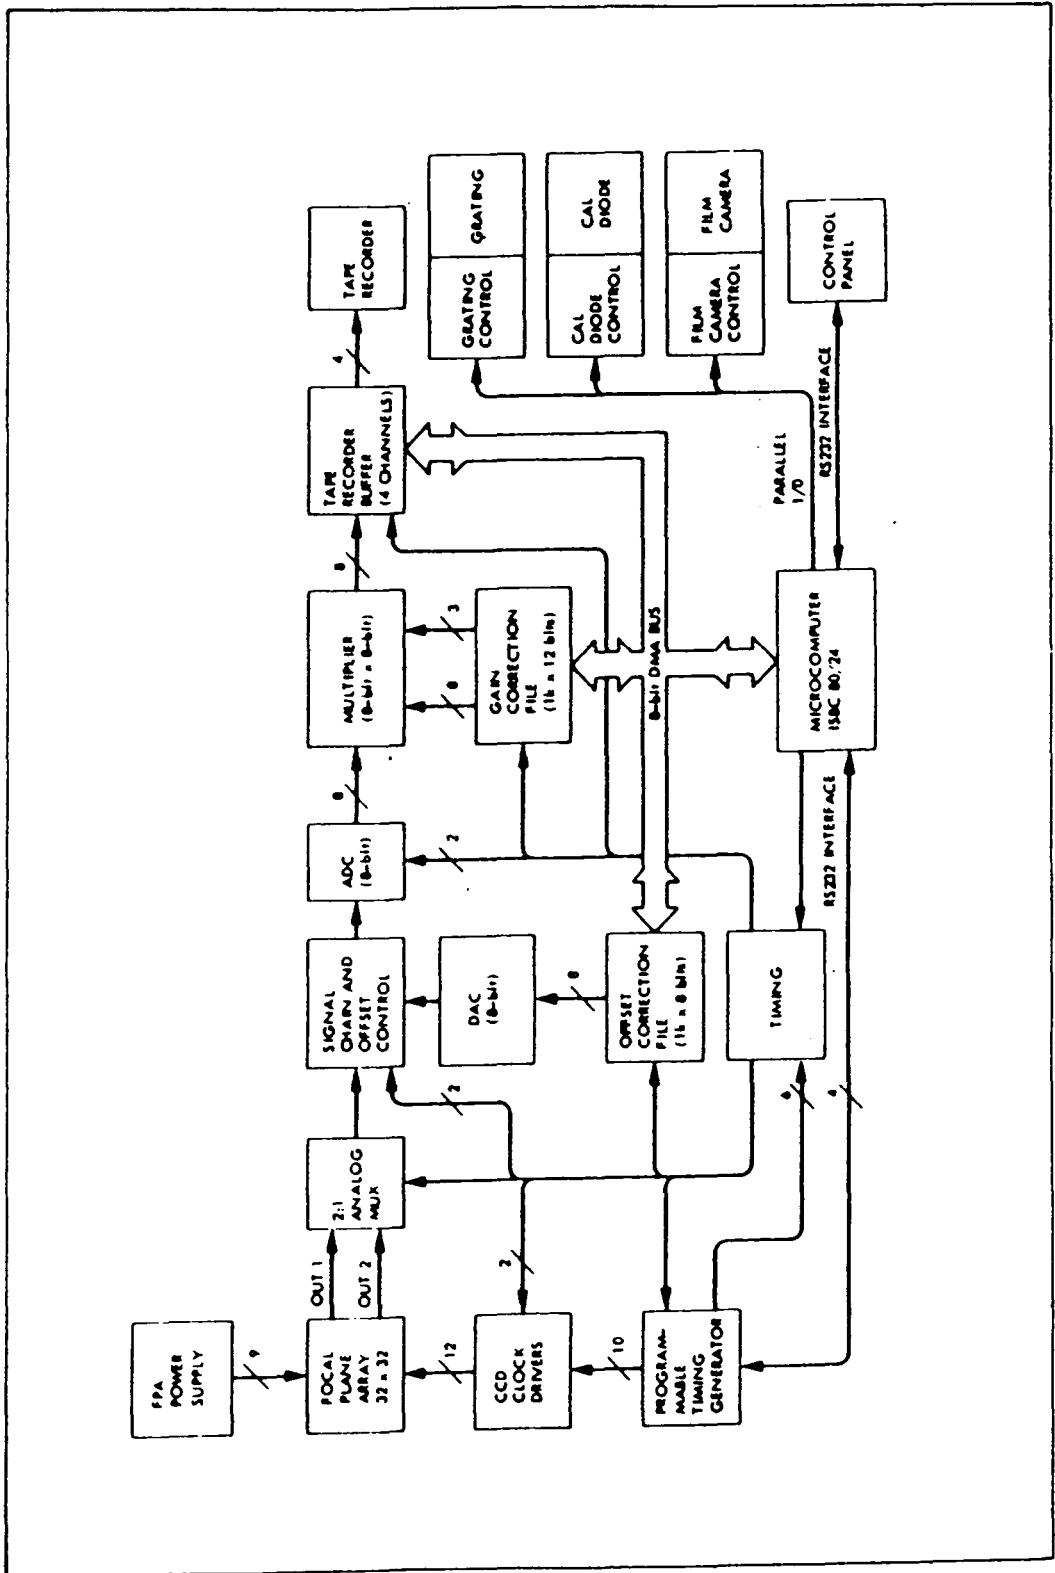 FPA
POWER
SUPPLY
9
FOCAL
PLANE
ARRAY
32 x 32
OUT 1
OUT 2
2:1
ANALOG
MUX
SIGNAL
CHAIN AND
OFFSET
CONTROL
ADC
(8-bit)
8
MULTIPLIER
(8-bit x 8-bit)
8
TAPE
RECORDER
BUFFER
(4 CHANNELS)
4
TAPE
RECORDER
12
CCD
CLOCK
DRIVERS
2
2
DAC
(8-bit)
2
8
3
GAIN
CORRECTION
FILE
(1k x 12 bits)
GRATING
CONTROL
GRATING
10
8
OFFSET
CORRECTION
FILE
(1k x 8 bits)
8-bit DMA BUS
CAL
DIODE
CONTROL
CAL
DIODE
PROGRAM-
MABLE
TIMING
GENERATOR
6
TIMING
PARALLEL
I/O
FILM
CAMERA
CONTROL
FILM
CAMERA
4
RS232 INTERFACE
MICROCOMPUTER
ISBC 80/24
RS232 INTERFACE
CONTROL
PANEL